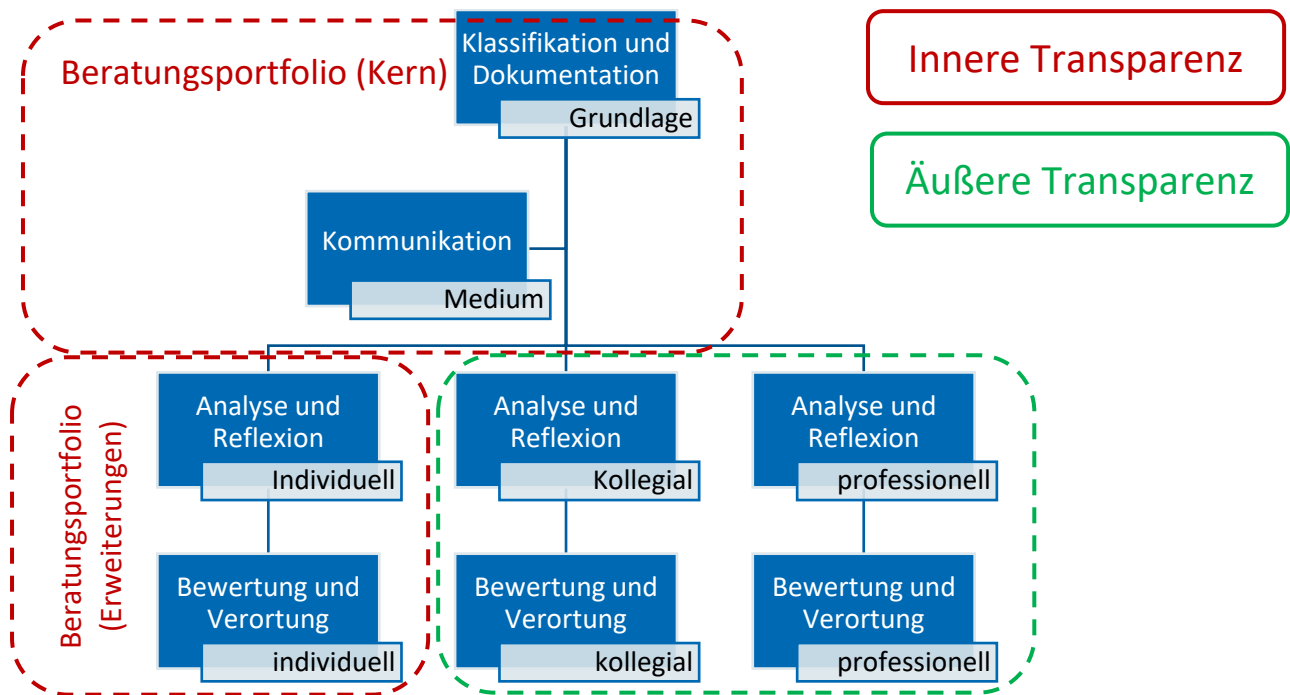 Beratungsportfolio (Kern)
Klassifikation und
Dokumentation
Grundlage
Innere Transparenz
Äußere Transparenz
Kommunikation
Medium
Beratungsportfolio
(Erweiterungen)
Analyse und
Reflexion
Individuell
Analyse und
Reflexion
Kollegial
Analyse und
Reflexion
professionell
Bewertung und
Verortung
individuell
Bewertung und
Verortung
kollegial
Bewertung und
Verortung
professionell